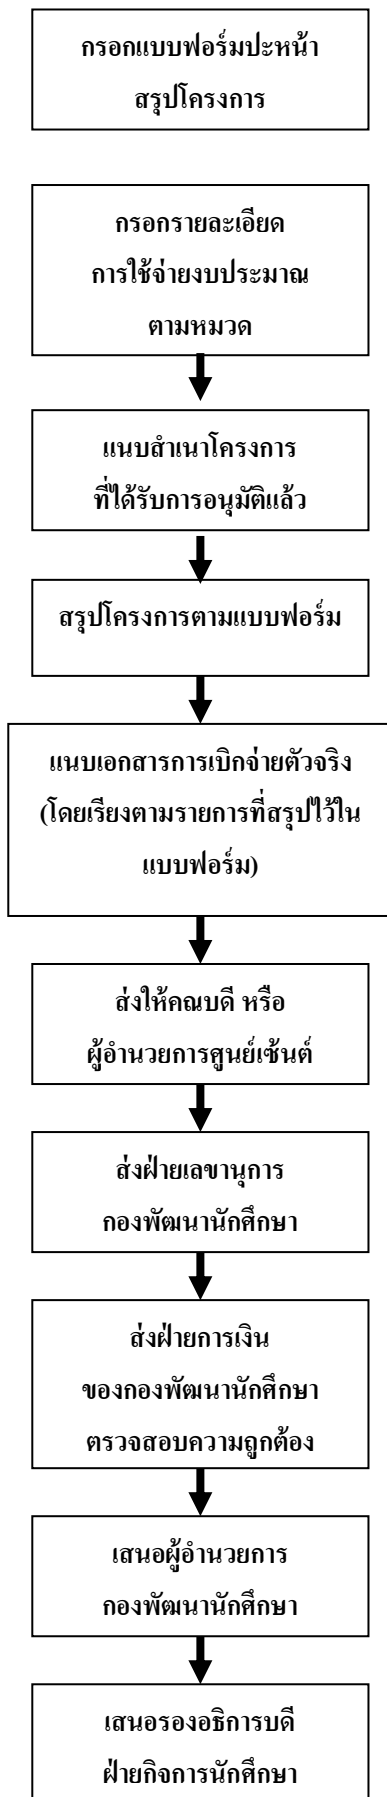 กรอกแบบฟอร์มปะหน้า
สรุปโครงการ
กรอกรายละเอียด
การใช้จ่ายงบประมาณ
ตามหมวด
แนบสำเนาโครงการ
ที่ได้รับการอนุมัติแล้ว
สรุปโครงการตามแบบฟอร์ม
แนบเอกสารการเบิกจ่ายตัวจริง
(โดยเรียงตามรายการที่สรุปไว้ใน
แบบฟอร์ม)
ส่งให้คณบดี หรือ
ผู้อำนวยการศูนย์เซ้นต์
ส่งฝ่ายเลขานุการ
กองพัฒนานักศึกษา
ส่งฝ่ายการเงิน
ของกองพัฒนานักศึกษา
ตรวจสอบความถูกต้อง
เสนอผู้อำนวยการ
กองพัฒนานักศึกษา
เสนอรองอธิการบดี
ฝ่ายกิจการนักศึกษา